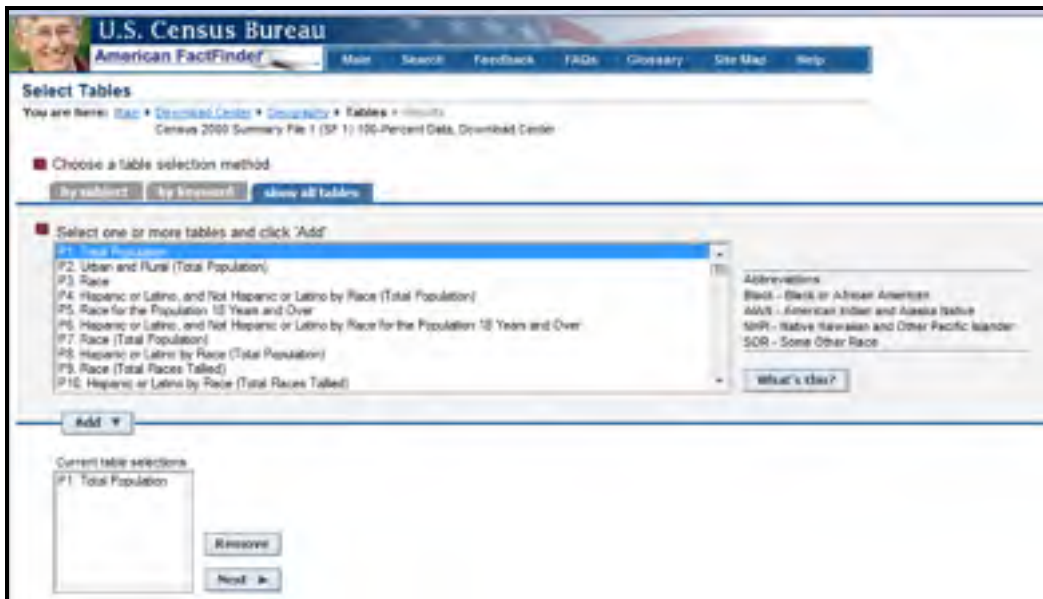 U.S. Census Bureau
American FactFinder
Main Search Feedback FAQs Glossary Site Map Help
Select Tables
You are here: Main ▸ Download Center ▸ Geography ▸ Tables ▸ Results
Census 2000 Summary File 1 (SF 1) 100-Percent Data, Download Center
Choose a table selection method
by subject by keyword show all tables
Select one or more tables and click 'Add'
P1. Total Population
P2. Urban and Rural (Total Population)
P3. Race
P4. Hispanic or Latino, and Not Hispanic or Latino by Race (Total Population)
P5. Race for the Population 18 Years and Over
P6. Hispanic or Latino, and Not Hispanic or Latino by Race for the Population 18 Years and Over
P7. Race (Total Population)
P8. Hispanic or Latino by Race (Total Population)
P9. Race (Total Races Tallied)
P10. Hispanic or Latino by Race (Total Races Tallied)
Abbreviations
Black - Black or African American
AIAN - American Indian and Alaska Native
NHPI - Native Hawaiian and Other Pacific Islander
SOR - Some Other Race
What's this?
Add ▼
Current table selections
P1. Total Population
Remove
Next ►